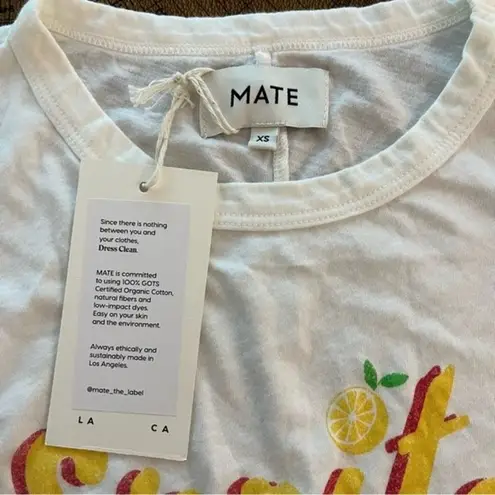 MATE
XS
Since there is nothing
between you and
your clothes,
Dress Clean.
MATE is committed
to using 100% GOTS
Certified Organic Cotton,
natural fibers and
low-impact dyes.
Easy on your skin
and the environment.
Always ethically and
sustainably made in
Los Angeles.
@mate_the_label
LA CA